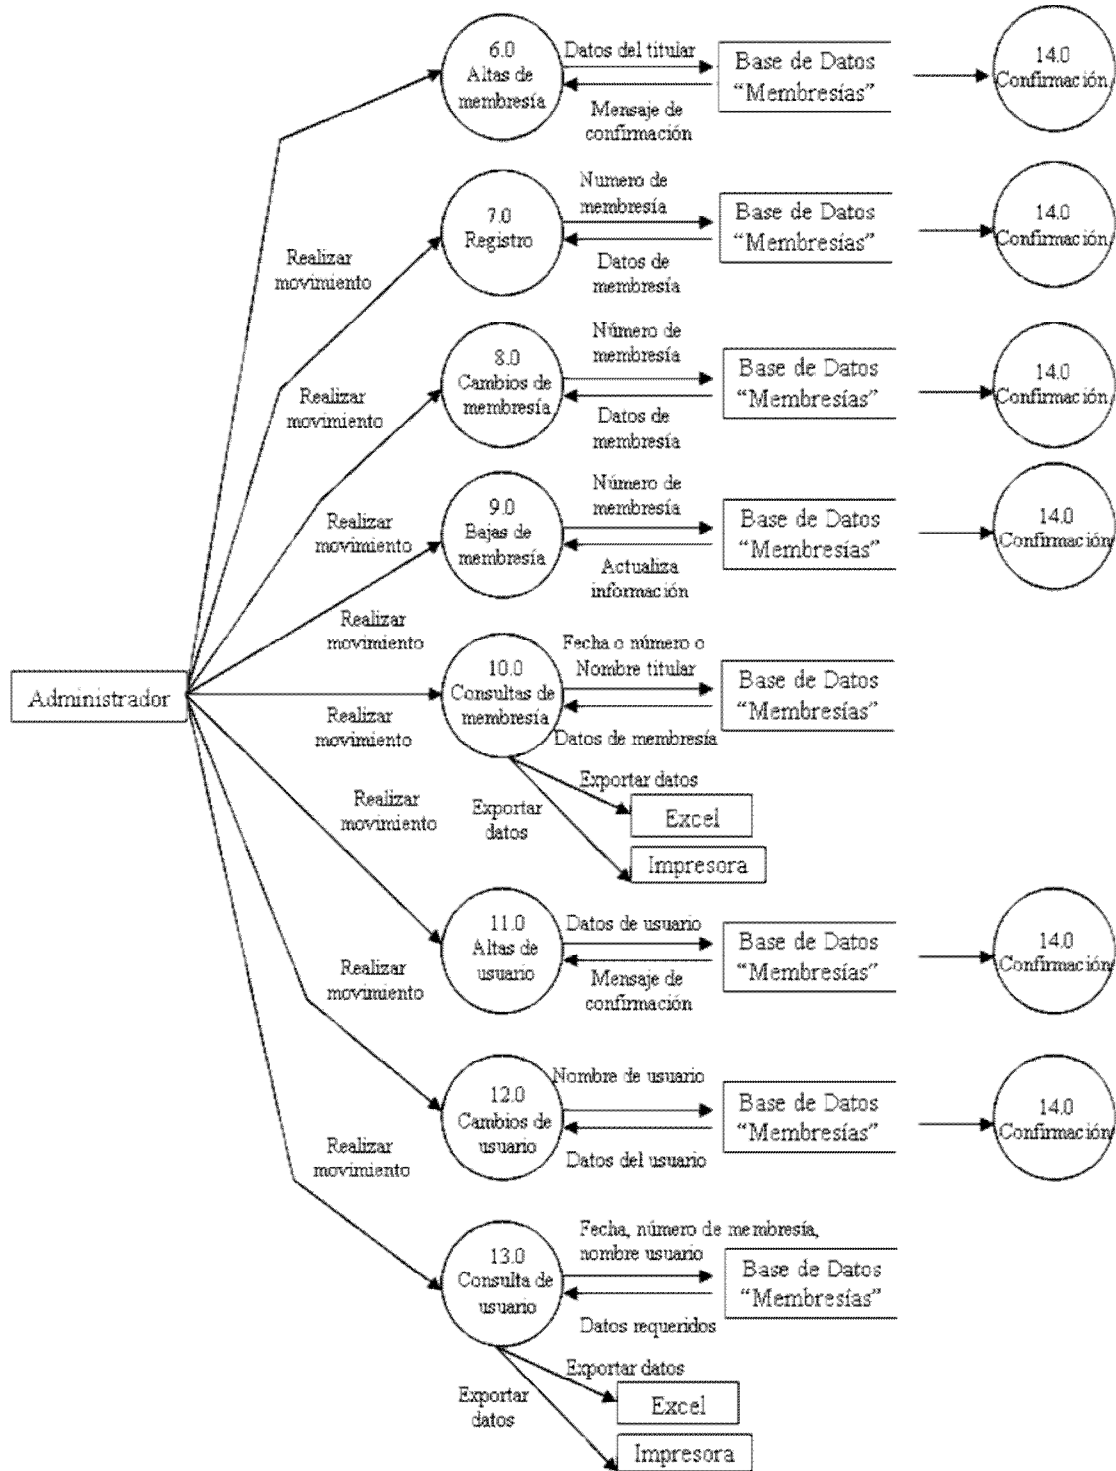 6.0
Altas de
membresía
Datos del titular
Mensaje de
confirmación
Base de Datos
“Membresías”
14.0
Confirmación
Realizar
movimiento
7.0
Registro
Numero de
membresía
Datos de
membresía
Base de Datos
“Membresías”
14.0
Confirmación
Realizar
movimiento
8.0
Cambios de
membresía
Número de
membresía
Datos de
membresía
Base de Datos
“Membresías”
14.0
Confirmación
Realizar
movimiento
9.0
Bajas de
membresía
Número de
membresía
Actualiza
información
Base de Datos
“Membresías”
14.0
Confirmación
Realizar
movimiento
Administrador
10.0
Consultas de
membresía
Fecha o número o
Nombre titular
Datos de membresía
Base de Datos
“Membresías”
Realizar
movimiento
Exportar datos
Excel
Exportar
datos
Impresora
Realizar
movimiento
11.0
Altas de
usuario
Datos de usuario
Mensaje de
confirmación
Base de Datos
“Membresías”
14.0
Confirmación
Realizar
movimiento
12.0
Cambios de
usuario
Nombre de usuario
Datos del usuario
Base de Datos
“Membresías”
14.0
Confirmación
Realizar
movimiento
13.0
Consulta de
usuario
Fecha, número de membresía,
nombre usuario
Datos requeridos
Base de Datos
“Membresías”
Exportar datos
Excel
Exportar
datos
Impresora